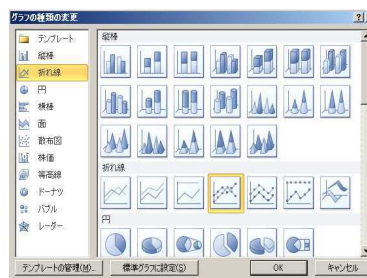 グラフの種類の変更
テンプレート
縦棒
折れ線
円
横棒
面
散布図
株価
等高線
ドーナツ
バブル
レーダー
縦棒
折れ線
円
テンプレートの管理(M)...
標準グラフに設定(S)
OK
キャンセル